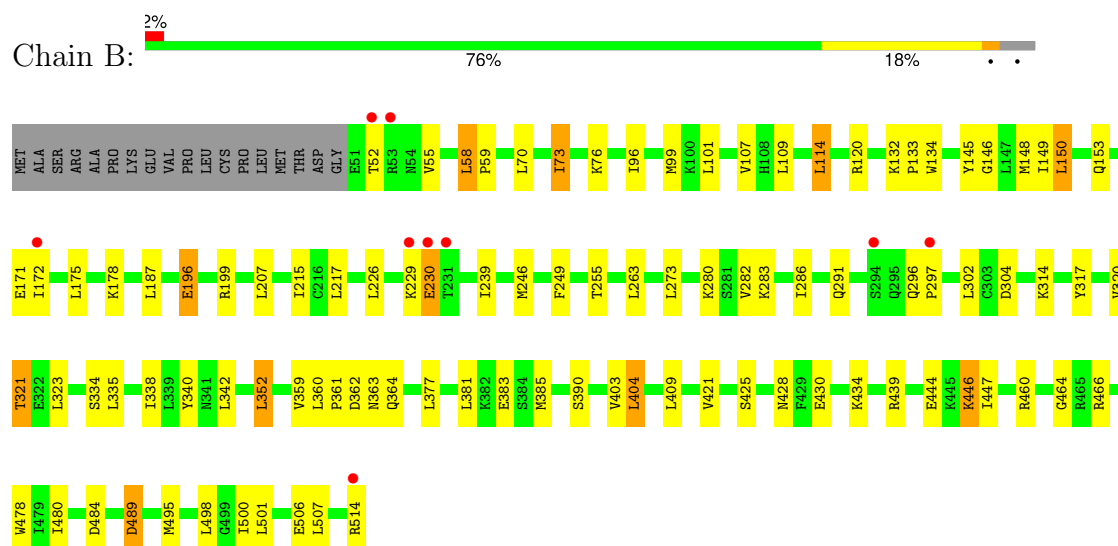 2%
Chain B:
76% 18% • •
MET ALA SER ARG ALA PRO LYS GLU VAL PRO LEU CYS PRO LEU MET THR ASP GLY E51 T52 R53 N54 V55 L58 P59 L70 I73 K76 I96 M99 K100 L101 V107 H108 L109 L114 R120 K132 P133 W134 Y145 G146 L147 M148 I149 L150 Q153
E171 I172 L175 K178 L187 E196 R199 L207 I215 C216 L217 L226 K229 E230 T231 I239 M246 F249 T255 L263 L273 K280 S281 V282 K283 I286 Q291 S294 Q295 Q296 P297 L302 C303 D304 K314 Y317
T321 E322 L323 S334 L335 I338 L339 Y340 N341 L342 L352 V359 L360 P361 D362 N363 Q364 L377 L381 K382 E383 S384 M385 S390 V403 L404 L409 V421 S425 N428 F429 E430 K434 R439 E444 K445 K446 I447 R460 G464 R465 R466
W478 I479 I480 D484 D489 M495 L498 G499 I500 L501 E506 L507 R514